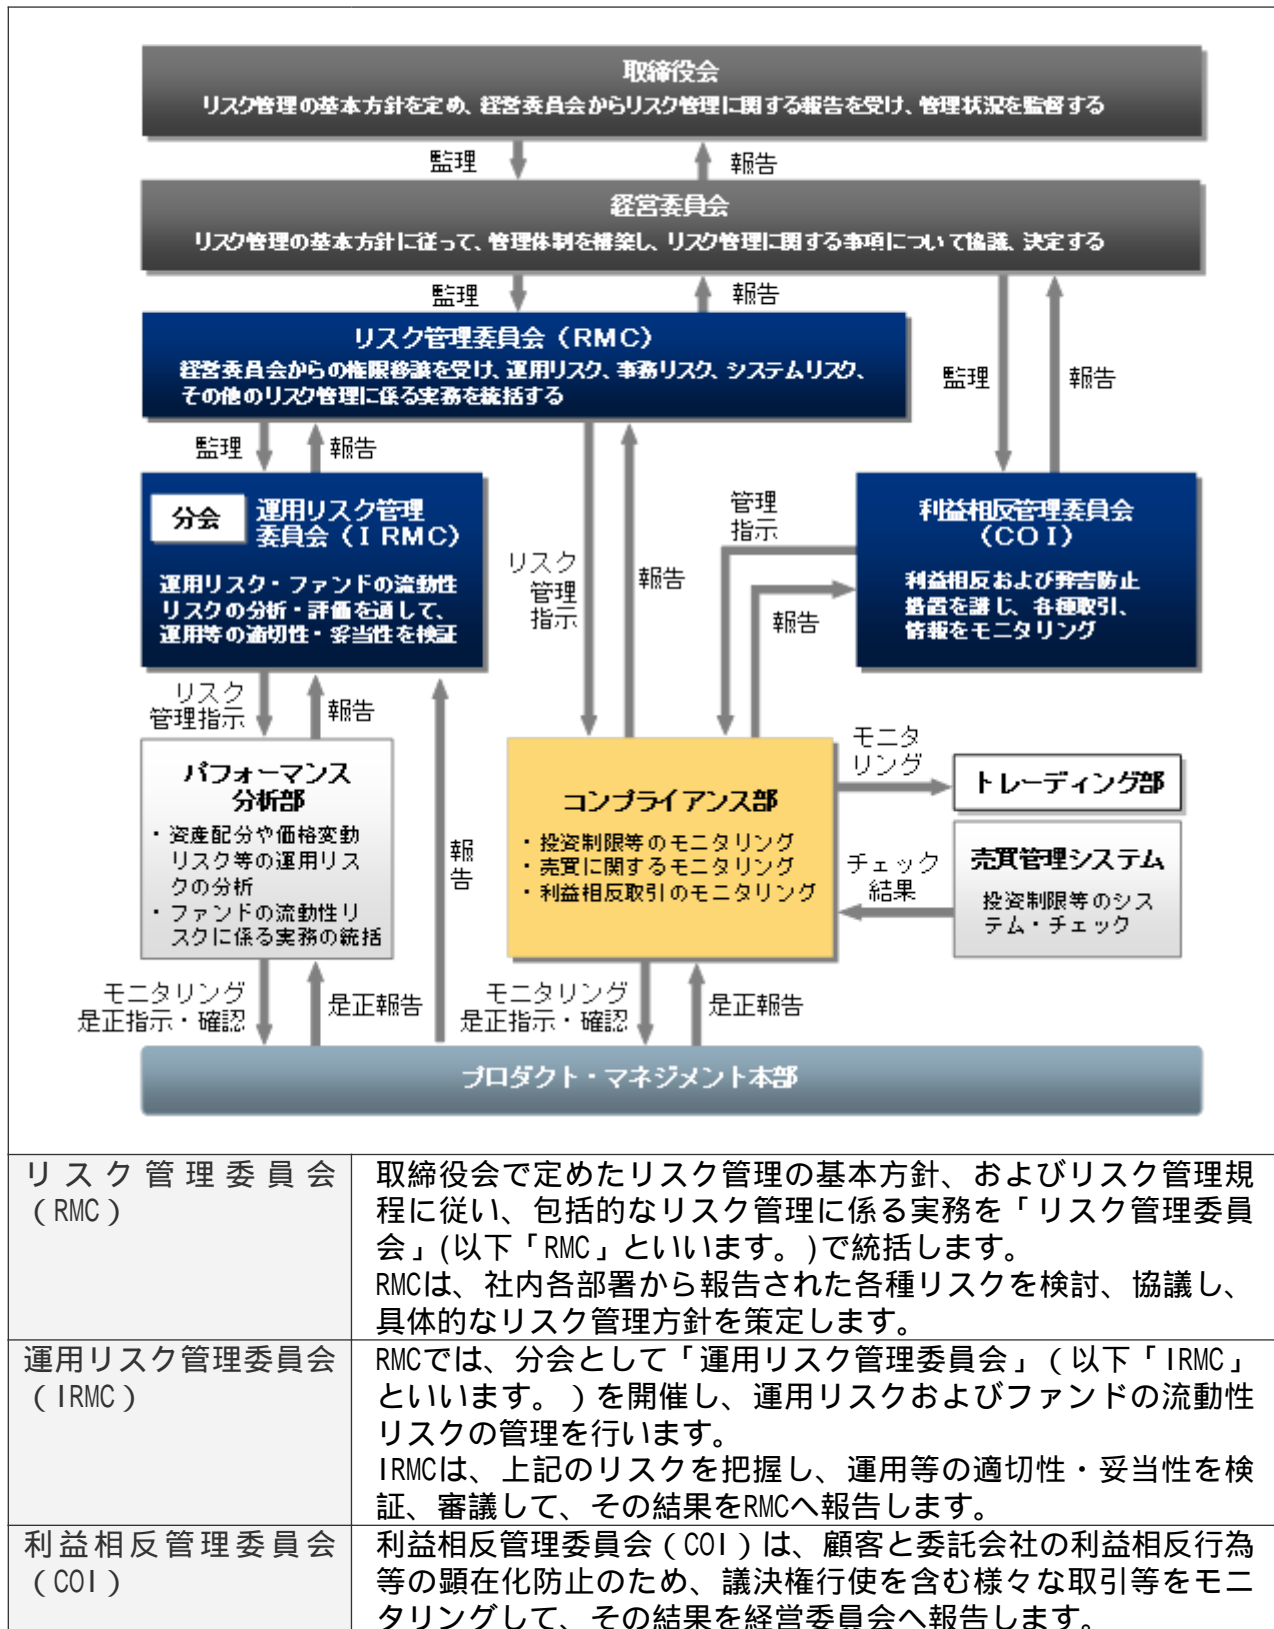 取締役会
リスク管理の基本方針を定め、経営委員会からリスク管理に関する報告を受け、管理状況を監督する
監理
報告
経営委員会
リスク管理の基本方針に従って、管理体制を構築し、リスク管理に関する事項について協議、決定する
監理
報告
リスク管理委員会（RMC）
経営委員会からの権限移譲を受け、運用リスク、事務リスク、システムリスク、
その他のリスク管理に係る実務を統括する
監理
報告
監理
報告
分会
運用リスク管理
委員会（IRMC）
運用リスク・ファンドの流動性
リスクの分析・評価を通して、
運用等の適切性・妥当性を検証
リスク
管理
指示
報告
管理
指示
報告
利益相反管理委員会
（COI）
利益相反および弊害防止
措置を講じ、各種取引、
情報をモニタリング
リスク
管理指示
報告
パフォーマンス
分析部
・資産配分や価格変動
リスク等の運用リス
クの分析
・ファンドの流動性リ
スクに係る実務の統括
報
告
コンプライアンス部
・投資制限等のモニタリング
・売買に関するモニタリング
・利益相反取引のモニタリング
モニタ
リング
トレーディング部
チェック
結果
売買管理システム
投資制限等のシス
テム・チェック
モニタリング
是正指示・確認
是正報告
モニタリング
是正指示・確認
是正報告
プロダクト・マネジメント本部
リスク管理委員会
（RMC）
取締役会で定めたリスク管理の基本方針、およびリスク管理規
程に従い、包括的なリスク管理に係る実務を「リスク管理委員
会」(以下「RMC」といいます。)で統括します。
RMCは、社内各部署から報告された各種リスクを検討、協議し、
具体的なリスク管理方針を策定します。
運用リスク管理委員会
（IRMC）
RMCでは、分会として「運用リスク管理委員会」（以下「IRMC」
といいます。）を開催し、運用リスクおよびファンドの流動性
リスクの管理を行います。
IRMCは、上記のリスクを把握し、運用等の適切性・妥当性を検
証、審議して、その結果をRMCへ報告します。
利益相反管理委員会
（COI）
利益相反管理委員会（COI）は、顧客と委託会社の利益相反行為
等の顕在化防止のため、議決権行使を含む様々な取引等をモニ
タリングして、その結果を経営委員会へ報告します。